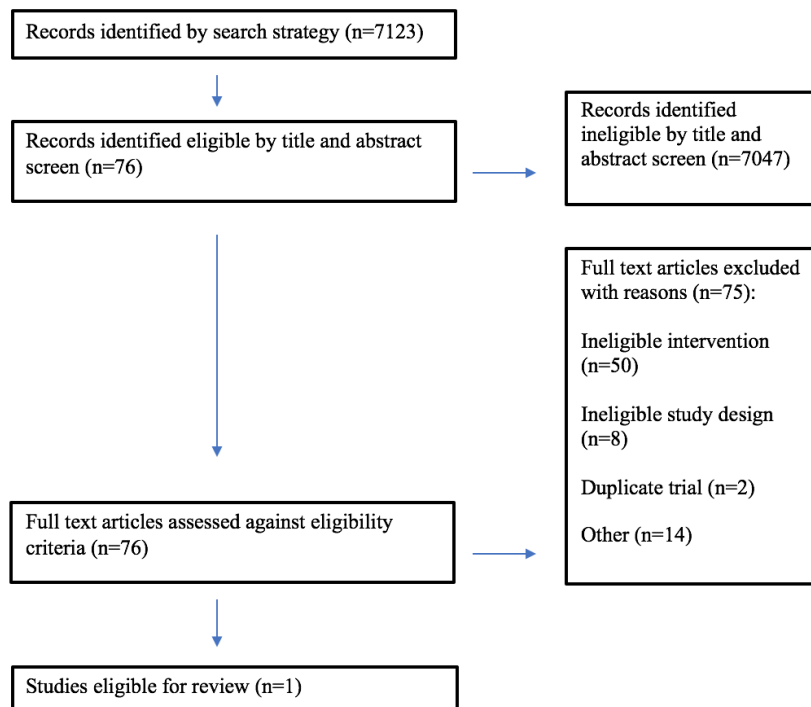 Records identified by search strategy (n=7123)
Records identified eligible by title and abstract
screen (n=76)
Records identified
ineligible by title and
abstract screen (n=7047)
Full text articles excluded
with reasons (n=75):
Ineligible intervention
(n=50)
Ineligible study design
(n=8)
Duplicate trial (n=2)
Other (n=14)
Full text articles assessed against eligibility
criteria (n=76)
Studies eligible for review (n=1)